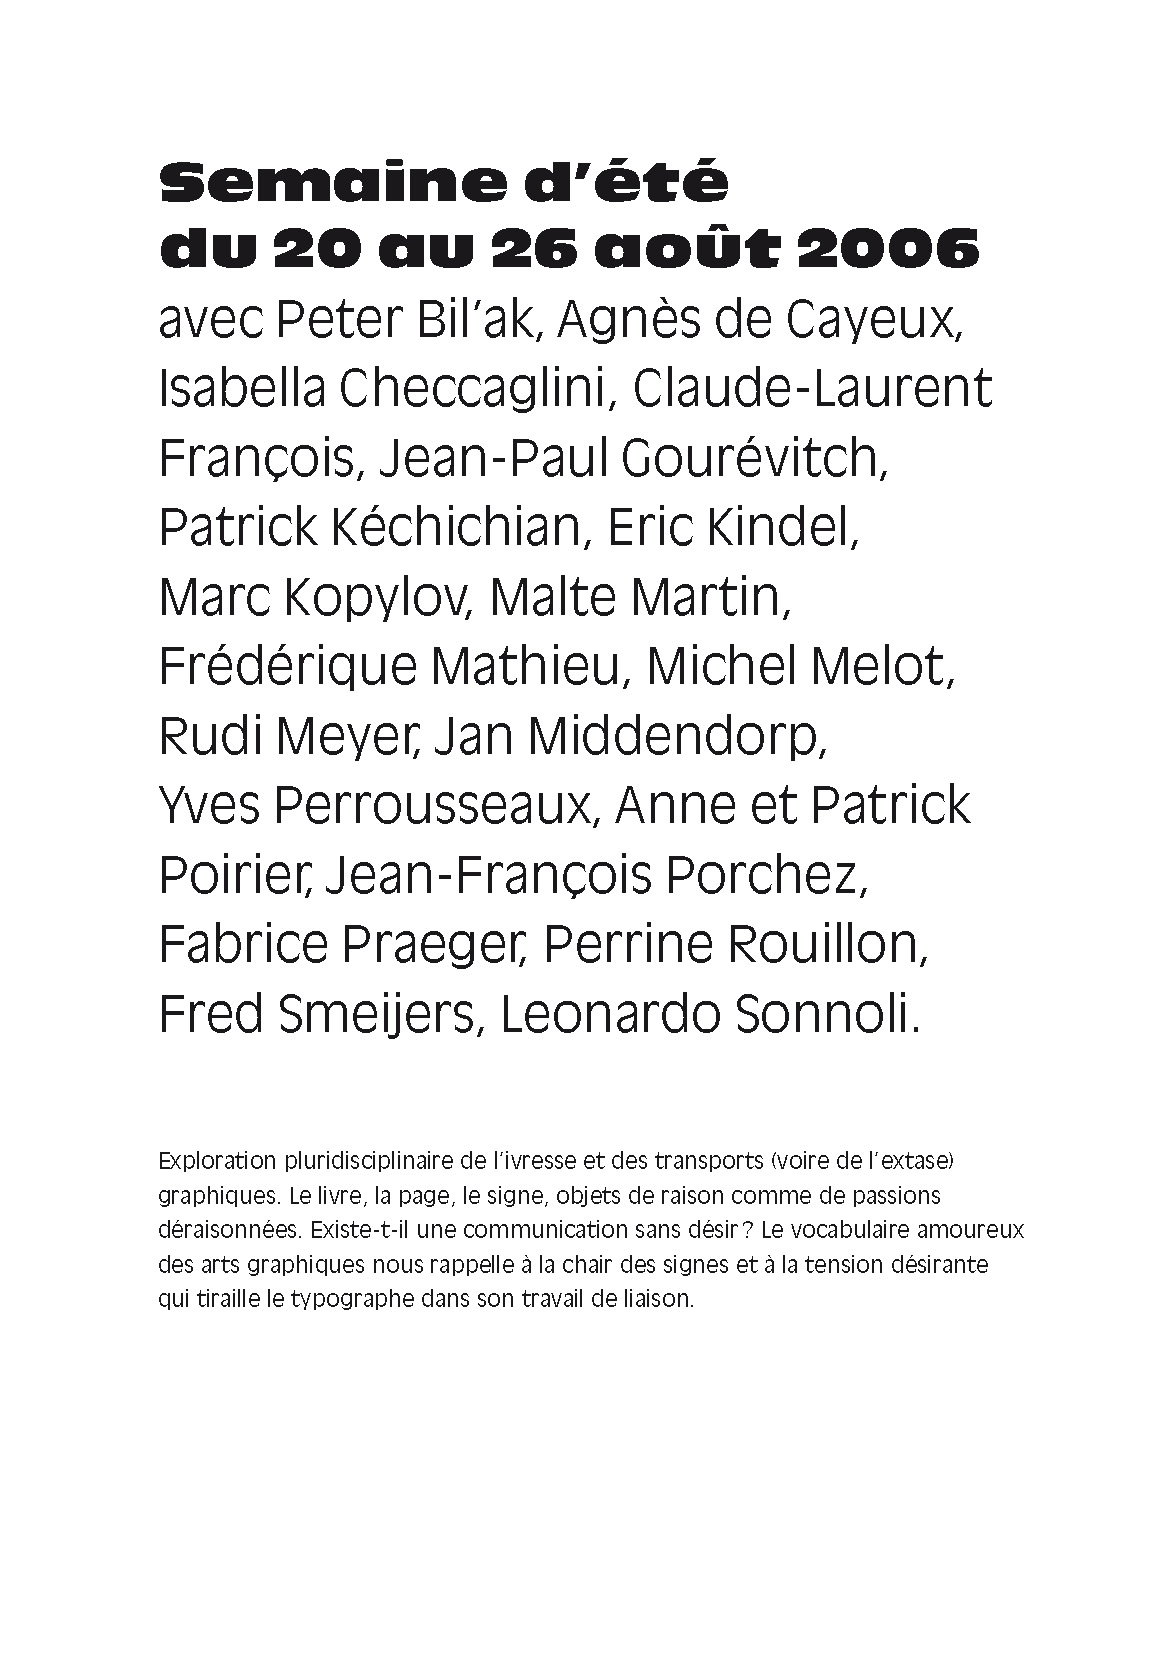 Semaine d’été
du 20 au 26 août 2006
avec Peter Bil’ak, Agnès de Cayeux,
Isabella Checcaglini, Claude-Laurent
François, Jean-Paul Gourévitch,
Patrick Kéchichian, Eric Kindel,
Marc Kopylov, Malte Martin,
Frédérique Mathieu, Michel Melot,
Rudi Meyer, Jan Middendorp,
Yves Perrousseaux, Anne et Patrick
Poirier, Jean-François Porchez,
Fabrice Praeger, Perrine Rouillon,
Fred Smeijers, Leonardo Sonnoli.
Exploration pluridisciplinaire de l’ivresse et des transports (voire de l’extase)
graphiques. Le livre, la page, le signe, objets de raison comme de passions
déraisonnées. Existe-t-il une communication sans désir ? Le vocabulaire amoureux
des arts graphiques nous rappelle à la chair des signes et à la tension désirante
qui tiraille le typographe dans son travail de liaison.